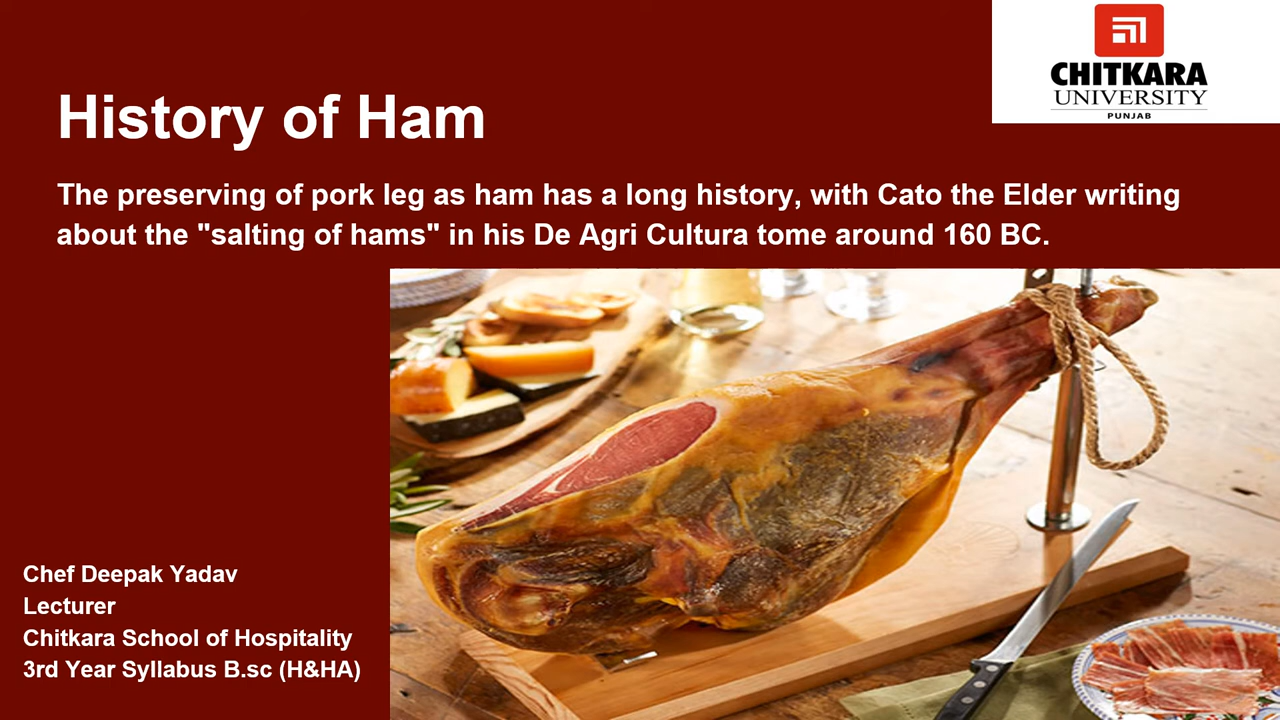 CHITKARA
UNIVERSITY
PUNJAB
History of Ham
The preserving of pork leg as ham has a long history, with Cato the Elder writing
about the "salting of hams" in his De Agri Cultura tome around 160 BC.
Chef Deepak Yadav
Lecturer
Chitkara School of Hospitality
3rd Year Syllabus B.sc (H&HA)